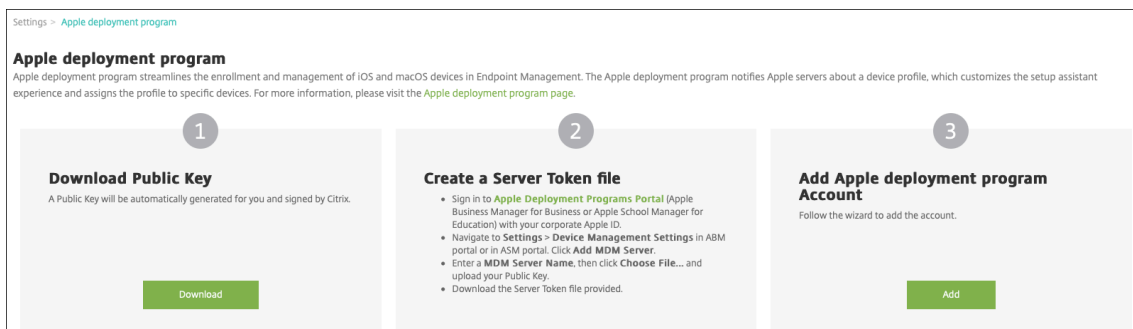 Settings > Apple deployment program
Apple deployment program
Apple deployment program streamlines the enrollment and management of iOS and macOS devices in Endpoint Management. The Apple deployment program notifies Apple servers about a device profile, which customizes the setup assistant
experience and assigns the profile to specific devices. For more information, please visit the Apple deployment program page.
1
Download Public Key
A Public Key will be automatically generated for you and signed by Citrix.
Download
2
Create a Server Token file
• Sign in to Apple Deployment Programs Portal (Apple
Business Manager for Business or Apple School Manager for
Education) with your corporate Apple ID.
• Navigate to Settings > Device Management Settings in ABM
portal or in ASM portal. Click Add MDM Server.
• Enter a MDM Server Name, then click Choose File... and
upload your Public Key.
• Download the Server Token file provided.
3
Add Apple deployment program
Account
Follow the wizard to add the account.
Add